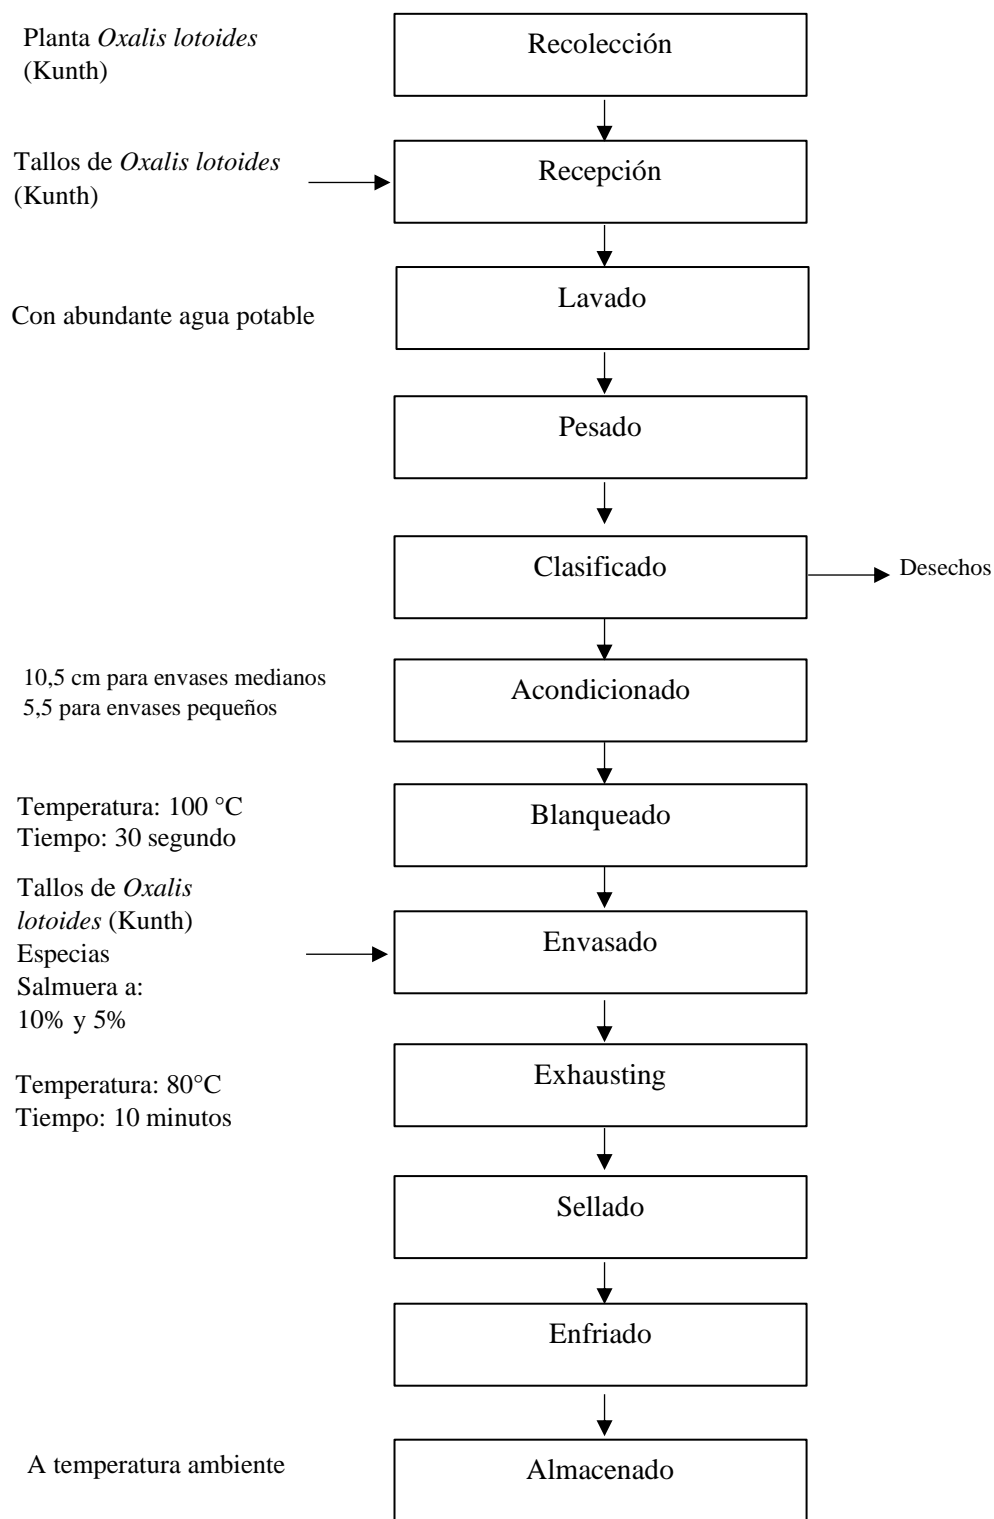 Planta Oxalis lotoides
(Kunth)
Recolección
Tallos de Oxalis lotoides
(Kunth)
Recepción
Con abundante agua potable
Lavado
Pesado
Clasificado
Desechos
10,5 cm para envases medianos
5,5 para envases pequeños
Acondicionado
Temperatura: 100 °C
Tiempo: 30 segundo
Blanqueado
Tallos de Oxalis
lotoides (Kunth)
Especias
Salmuera a:
10% y 5%
Envasado
Temperatura: 80°C
Tiempo: 10 minutos
Exhausting
Sellado
Enfriado
A temperatura ambiente
Almacenado